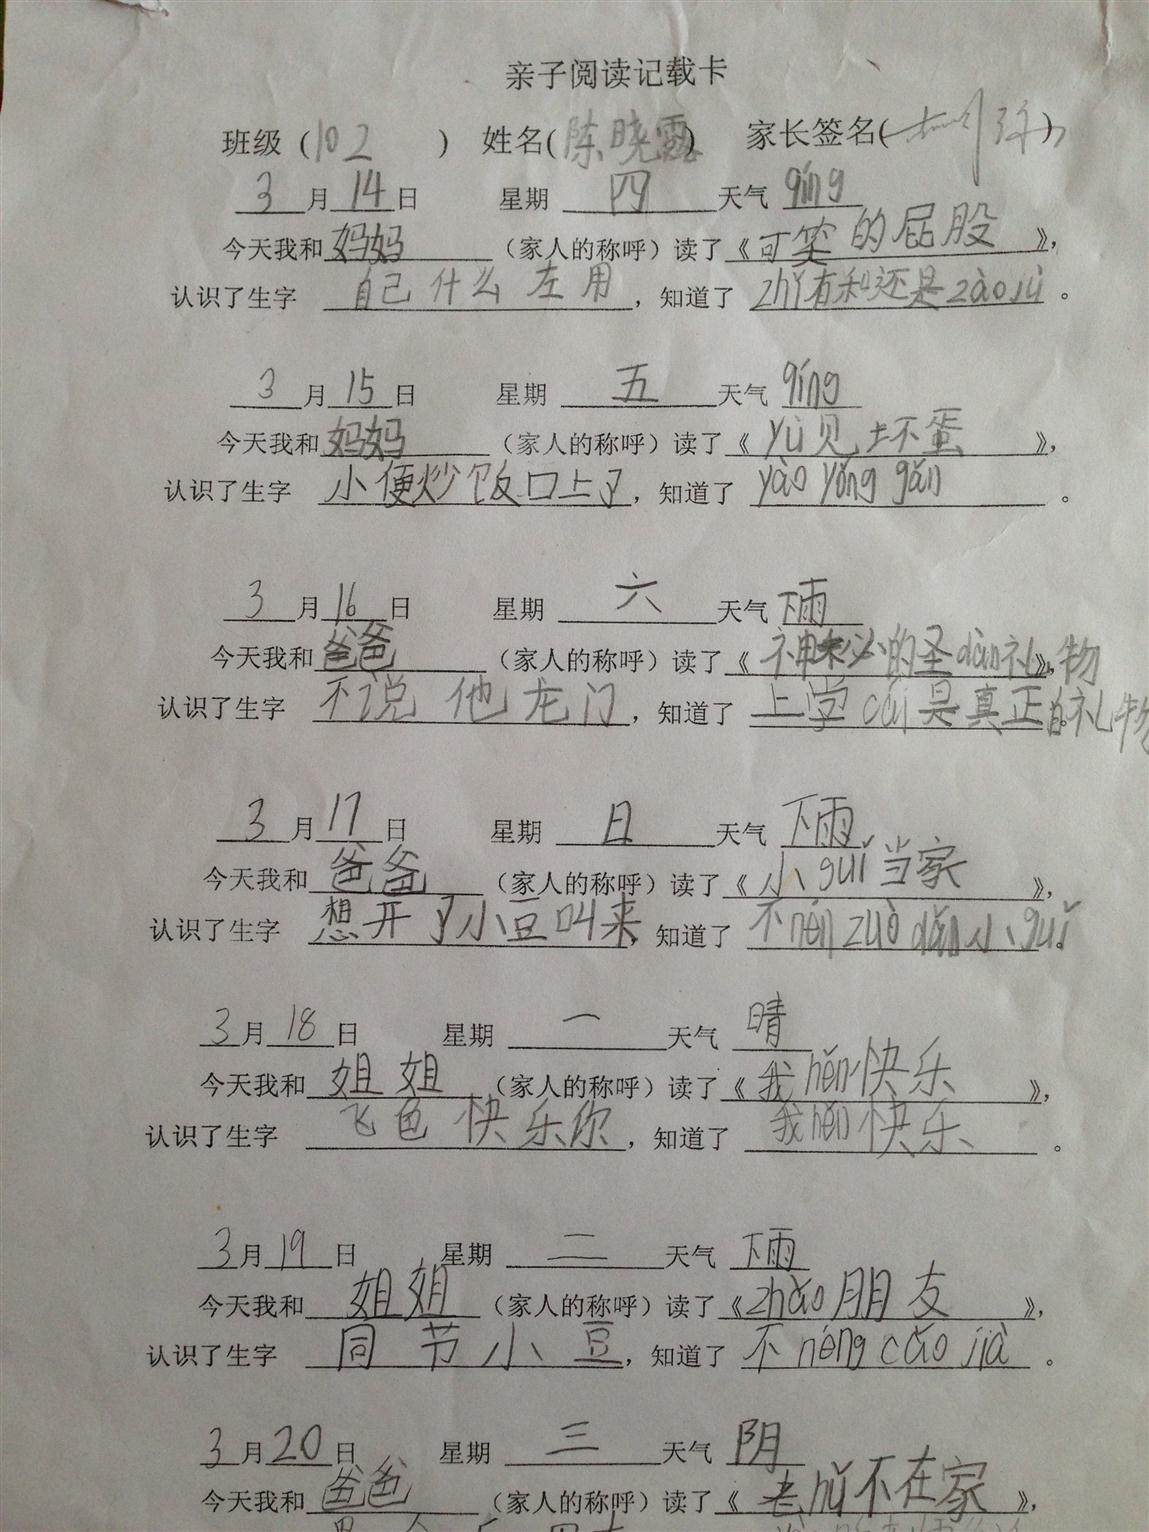 亲子阅读记载卡
班级（102）姓名(陈晓露) 家长签名()
3月14日 星期 四 天气 qíng
今天我和妈妈（家人的称呼）读了《可笑的屁股》，
认识了生字 自己什么左用，知道了 zhǐ有和还是zào jù。
3月15日 星期 五 天气 qíng
今天我和妈妈（家人的称呼）读了《yù见坏蛋》，
认识了生字 小便炒饭口上了，知道了 yào yǒng gǎn。
3月16日 星期 六 天气 下雨
今天我和爸爸（家人的称呼）读了《神秘的圣dàn礼物》，
认识了生字 不说他龙门，知道了 上学cái是真正的礼物。
3月17日 星期 日 天气 下雨
今天我和爸爸（家人的称呼）读了《小guǐ当家》，
认识了生字 想开了小豆叫来，知道了 不nén zuò dǎn小guǐ。
3月18日 星期 一 天气 晴
今天我和姐姐（家人的称呼）读了《我hěn快乐》，
认识了生字 飞色快乐你，知道了 我hěn快乐。
3月19日 星期 二 天气 下雨
今天我和姐姐（家人的称呼）读了《zhǎo朋友》，
认识了生字 同节小豆，知道了 不néng cǎo jià。
3月20日 星期 三 天气 阴
今天我和爸爸（家人的称呼）读了《老hǔ不在家》，